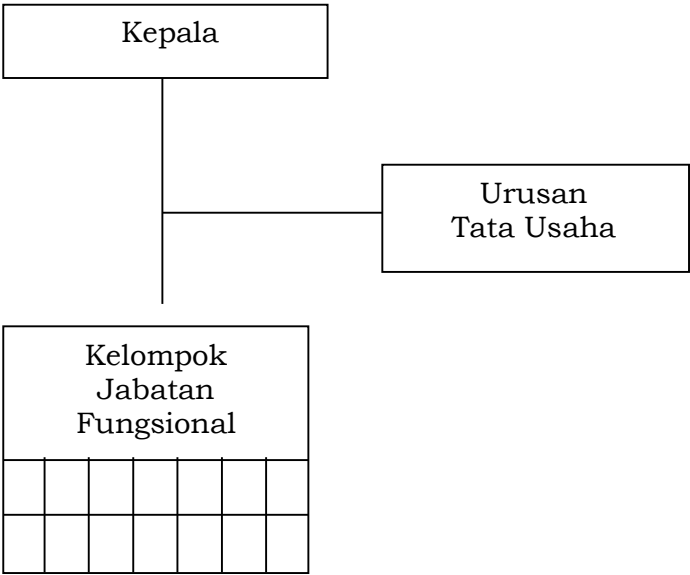 Kepala
Urusan
Tata Usaha
Kelompok
Jabatan
Fungsional